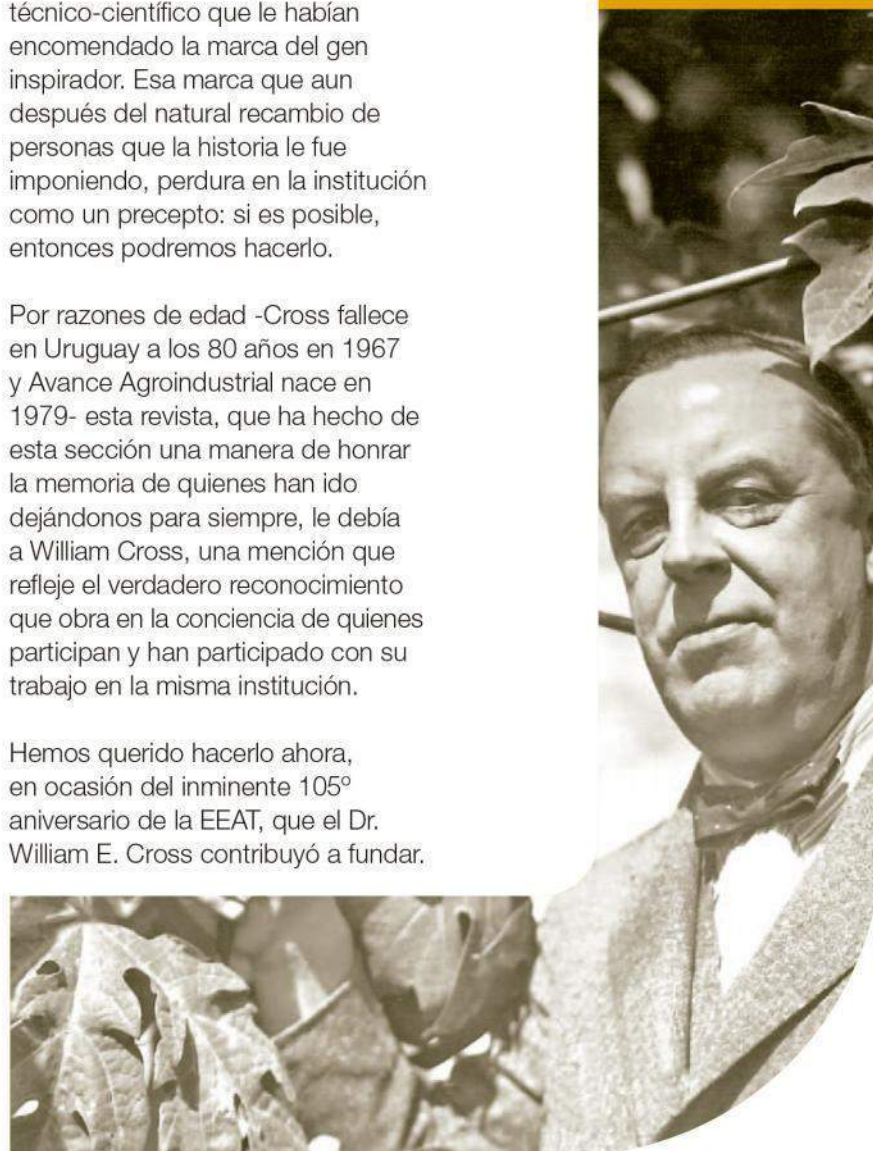 técnico-científico que le habían
encomendado la marca del gen
inspirador. Esa marca que aun
después del natural recambio de
personas que la historia le fue
imponiendo, perdura en la institución
como un precepto: si es posible,
entonces podremos hacerlo.
Por razones de edad -Cross fallece
en Uruguay a los 80 años en 1967
y Avance Agroindustrial nace en
1979- esta revista, que ha hecho de
esta sección una manera de honrar
la memoria de quienes han ido
dejándonos para siempre, le debía
a William Cross, una mención que
refleje el verdadero reconocimiento
que obra en la conciencia de quienes
participan y han participado con su
trabajo en la misma institución.
Hemos querido hacerlo ahora,
en ocasión del inminente 105º
aniversario de la EEAT, que el Dr.
William E. Cross contribuyó a fundar.